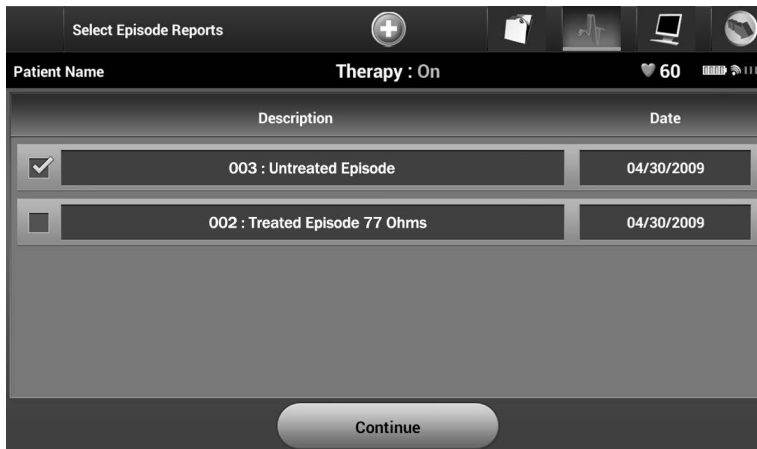 Select Episode Reports
Patient Name Therapy : On 60
Description Date
003 : Untreated Episode 04/30/2009
002 : Treated Episode 77 Ohms 04/30/2009
Continue